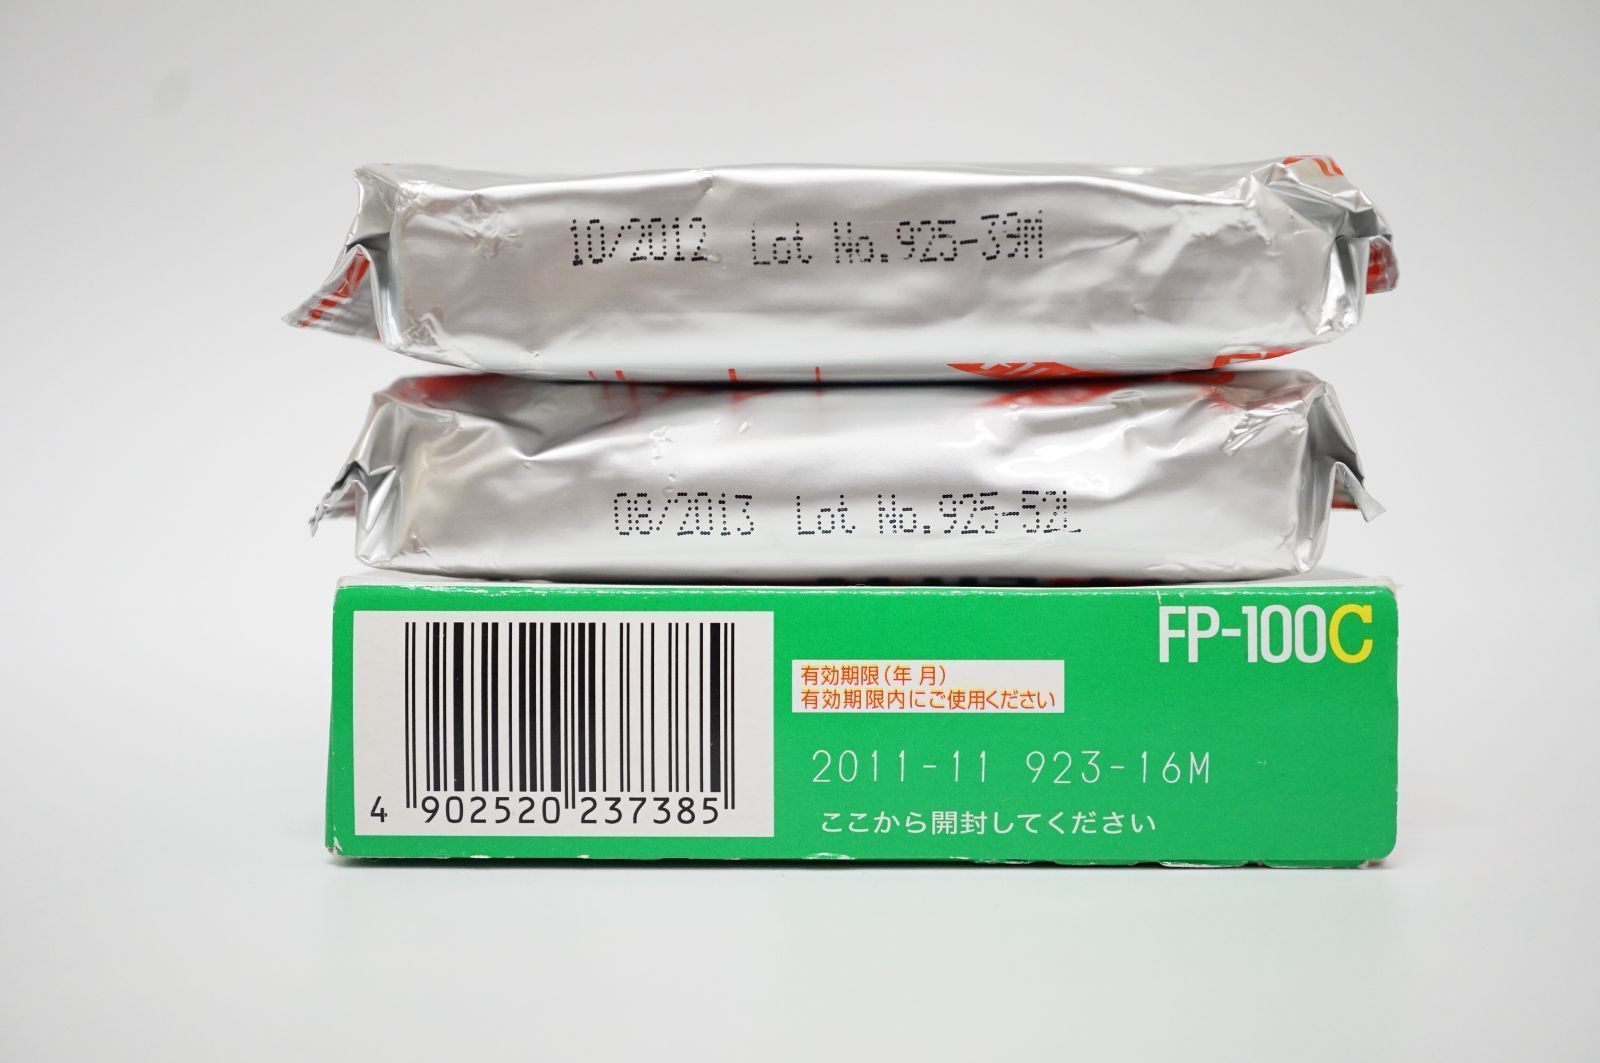 10/2012 Lot No.925-39M
08/2013 Lot No.925-52L
FP-100C
有効期限(年 月)
有効期限内にご使用ください
2011-11 923-16M
ここから開封してください
4 902520 237385